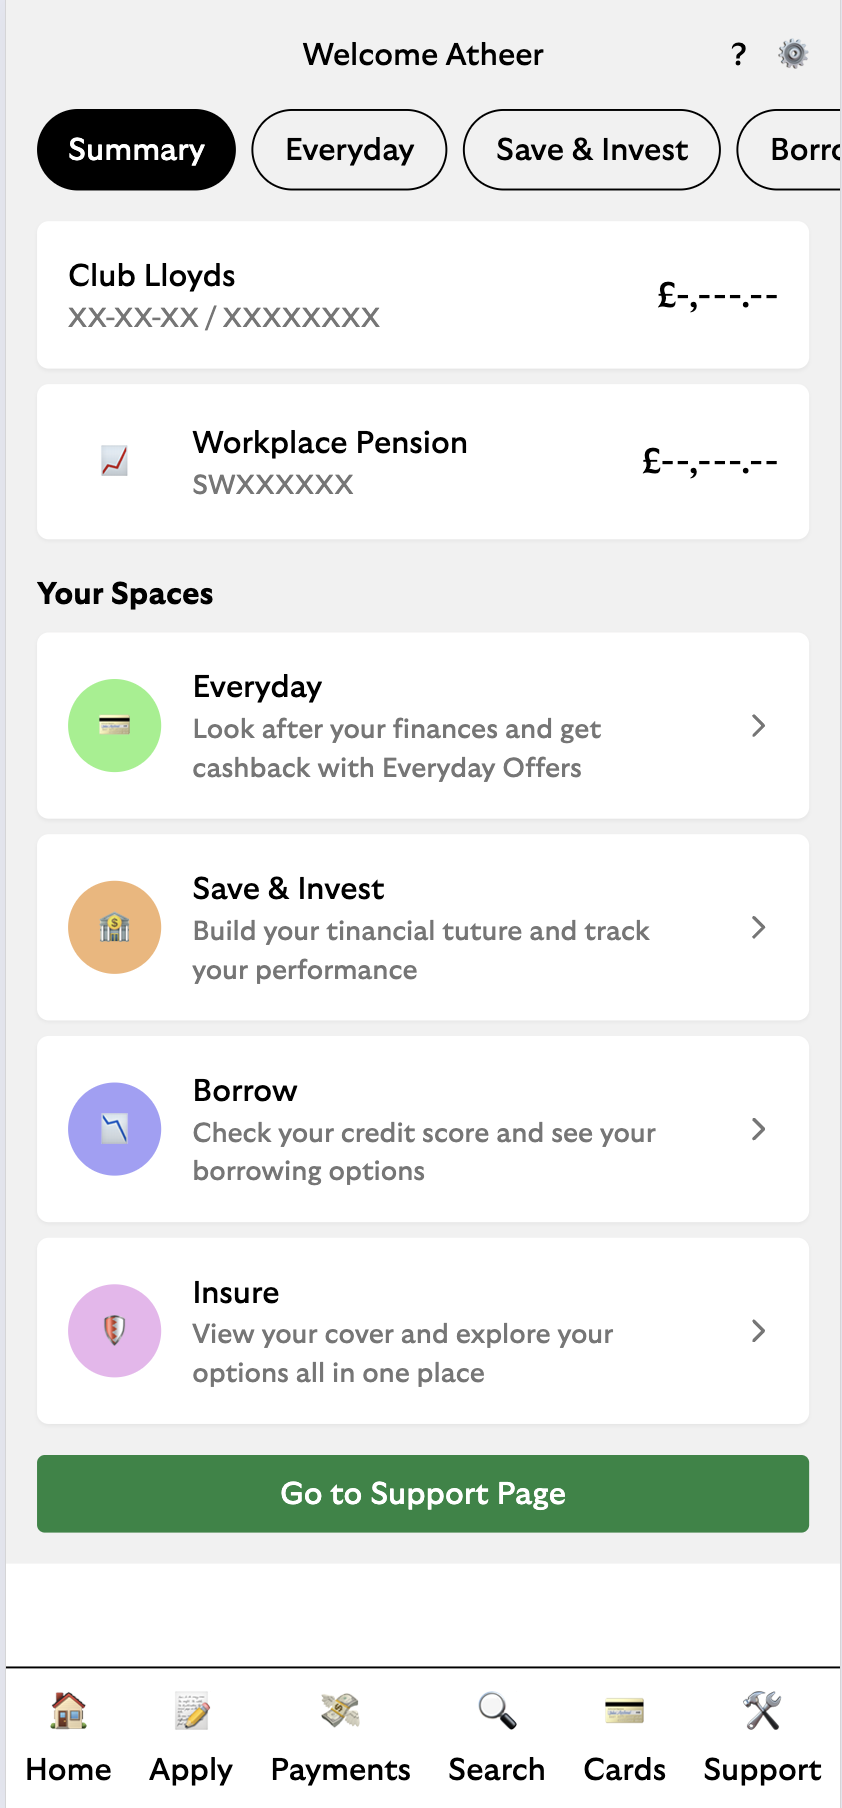 Welcome Atheer ?
Summary Everyday Save & Invest Borro
Club Lloyds
XX-XX-XX / XXXXXXXX
£-,---.--
Workplace Pension
SWXXXXXX
£--,---.--
Your Spaces
Everyday
Look after your finances and get
cashback with Everyday Offers
Save & Invest
Build your tinancial tuture and track
your performance
Borrow
Check your credit score and see your
borrowing options
Insure
View your cover and explore your
options all in one place
Go to Support Page
Home Apply Payments Search Cards Support